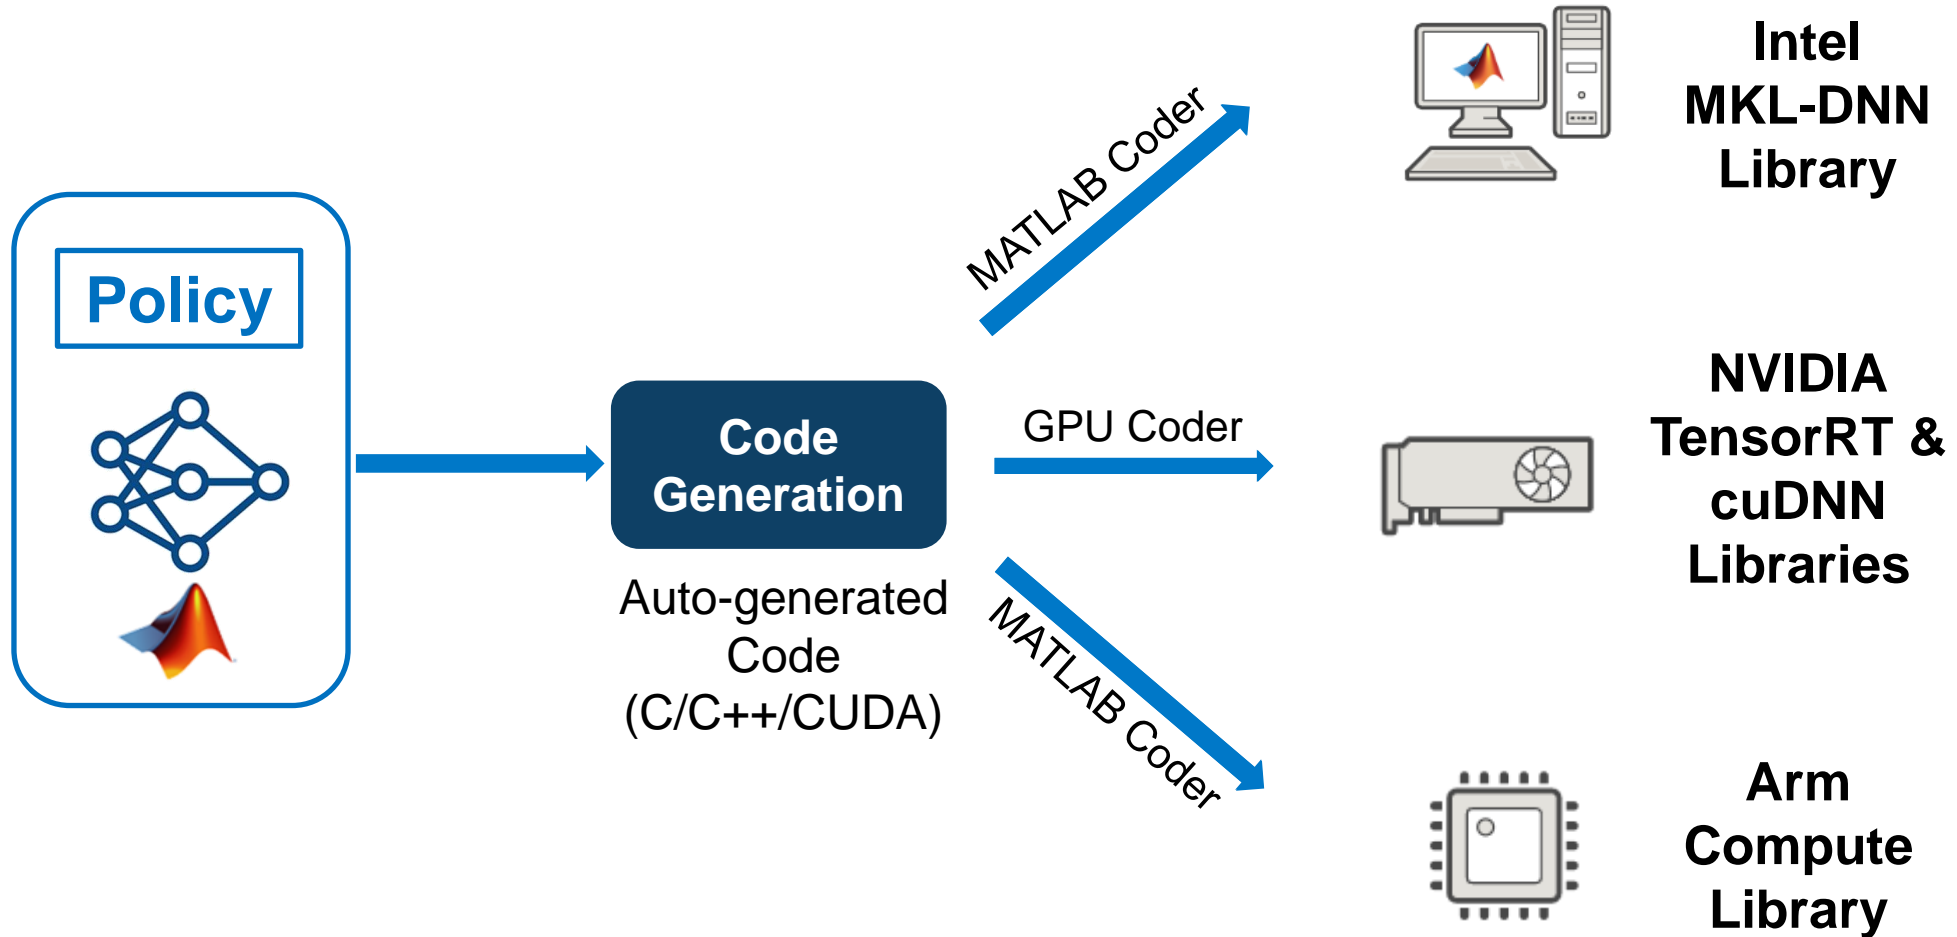 Policy
Code
Generation
Auto-generated
Code
(C/C++/CUDA)
MATLAB Coder
Intel
MKL-DNN
Library
GPU Coder
NVIDIA
TensorRT &
cuDNN
Libraries
MATLAB Coder
Arm
Compute
Library